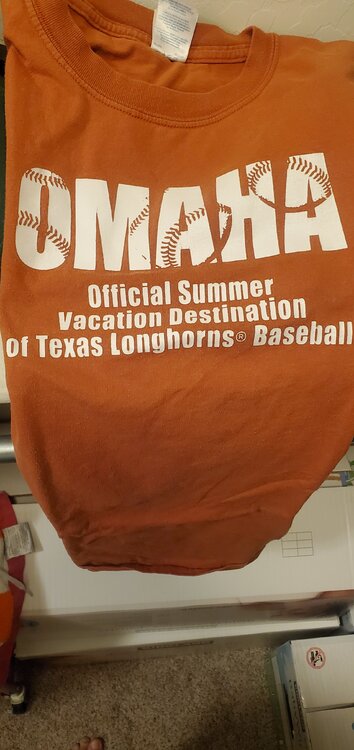 OMAHA
Official Summer
Vacation Destination
of Texas Longhorns® Baseball